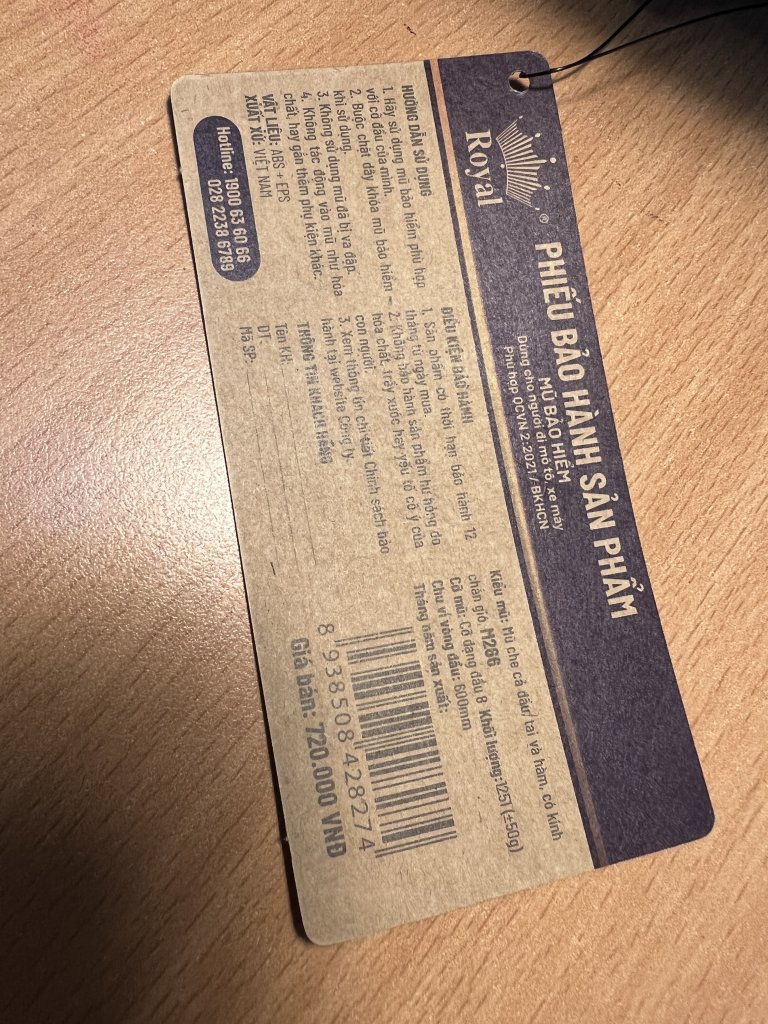 Royal ®
PHIẾU BẢO HÀNH SẢN PHẨM
MŨ BẢO HIỂM
Dùng cho người đi mô tô, xe máy
Phù hợp QCVN 2:2021/BKHCN
HƯỚNG DẪN SỬ DỤNG
1. Hãy sử dụng mũ bảo hiểm phù hợp
với cỡ đầu của mình.
2. Buộc chặt dây khóa mũ bảo hiểm
khi sử dụng.
3. Không sử dụng mũ đã bị va đập.
4. Không tác động vào mũ như hóa
chất, hay gắn thêm phụ kiện khác.
VẬT LIỆU: ABS + EPS
XUẤT XỨ: VIỆT NAM
Hotline: 1900 63 60 66
028 2238 6789
ĐIỀU KIỆN BẢO HÀNH
1. Sản phẩm có thời hạn bảo hành 12
tháng từ ngày mua.
2. Không bảo hành sản phẩm hư hỏng do
hóa chất, trầy xước hay yếu tố cố ý của
con người.
3. Xem thông tin chi tiết Chính sách bảo
hành tại website Công ty.
THÔNG TIN KHÁCH HÀNG
Tên KH:
ĐT:
Mã SP:
Kiểu mũ: Mũ che cả đầu, tai và hàm, có kính
chắn gió. M266
Cỡ mũ: Cỡ dạng đầu 8 Khối lượng:1251(±50g)
Chu vi vòng đầu: 600mm
Tháng năm sản xuất:
8 938508 428274
Giá bán: 720.000 VNĐ